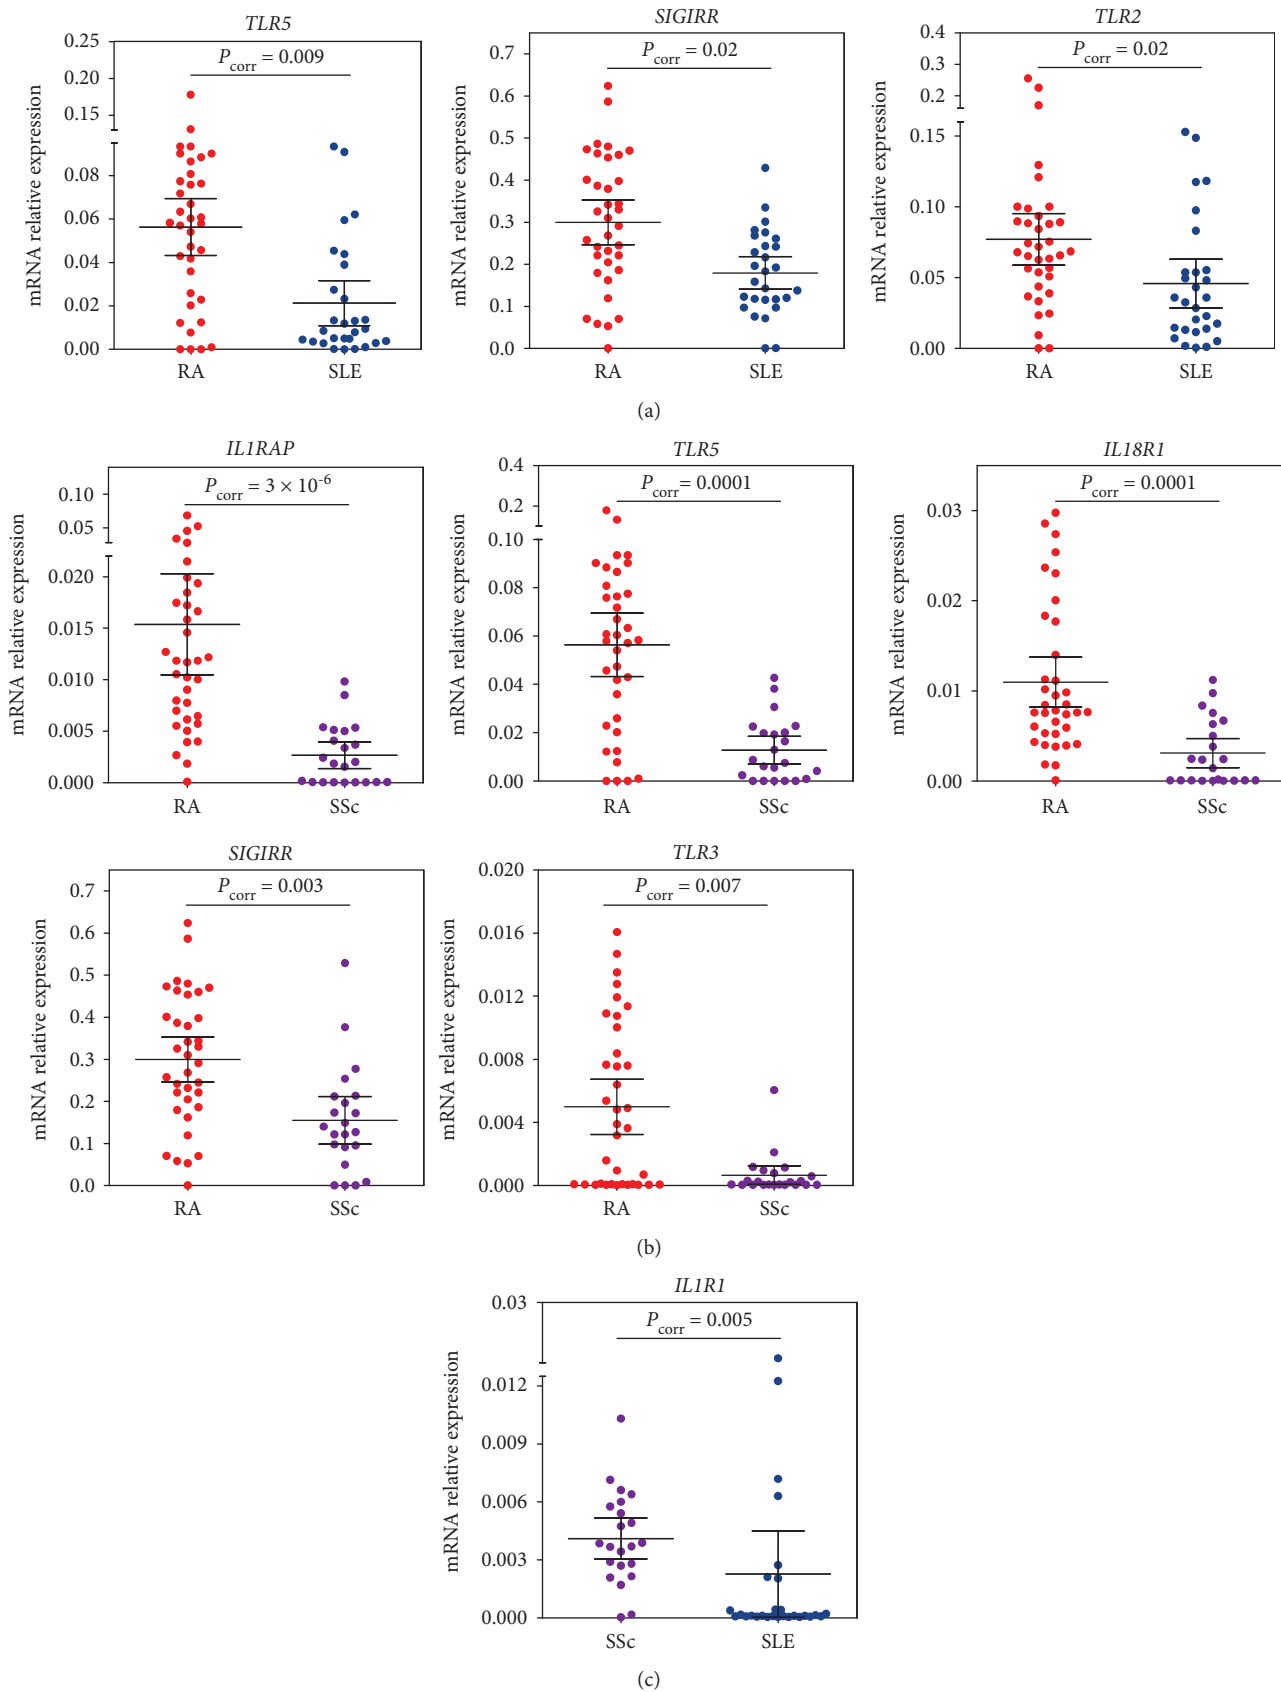 TLR5
P corr = 0.009
mRNA relative expression
0.25
0.20
0.15
0.08
0.06
0.04
0.02
0.00
RA SLE
SIGIRR
P corr = 0.02
mRNA relative expression
0.7
0.6
0.5
0.4
0.3
0.2
0.1
0.0
RA SLE
TLR2
P corr = 0.02
mRNA relative expression
0.4
0.3
0.2
0.15
0.10
0.05
0.00
RA SLE
(a)
IL1RAP
P corr = 3 × 10-6
mRNA relative expression
0.10
0.05
0.020
0.015
0.010
0.005
0.000
RA SSc
TLR5
P corr = 0.0001
mRNA relative expression
0.4
0.2
0.10
0.08
0.06
0.04
0.02
0.00
RA SSc
IL18R1
P corr = 0.0001
mRNA relative expression
0.03
0.02
0.01
0.00
RA SSc
SIGIRR
P corr = 0.003
mRNA relative expression
0.7
0.6
0.5
0.4
0.3
0.2
0.1
0.0
RA SSc
TLR3
P corr = 0.007
mRNA relative expression
0.020
0.016
0.012
0.008
0.004
0.000
RA SSc
(b)
IL1R1
P corr = 0.005
mRNA relative expression
0.03
0.012
0.009
0.006
0.003
0.000
SSc SLE
(c)